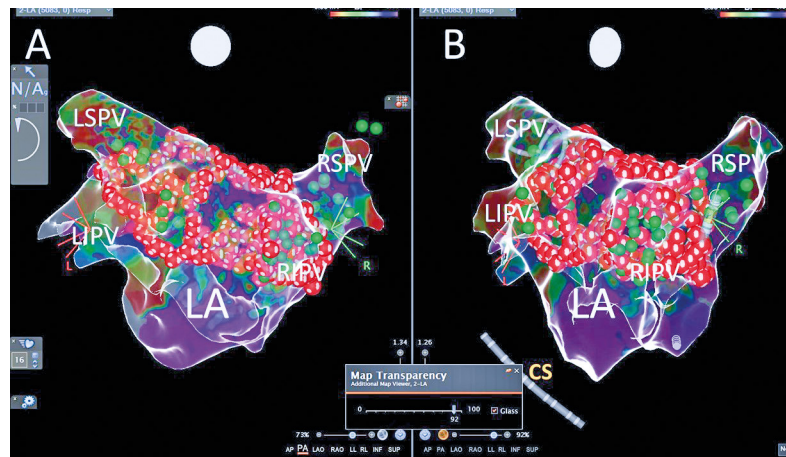 2-LA (5083, 0) Resp
2-LA (5083, 0) Resp
A
B
N/A
LSPV
RSPV
LIPV
L
R
RIPV
LA
LSPV
RSPV
LIPV
R
RIPV
LA
CS
16
1.34
1.26
Map Transparency
Additional Map Viewer, 2-LA
0
100
Glass
92
73%
92%
AP PA LAO RAO LL RL INF SUP
AP PA LAO RAO LL RL INF SUP